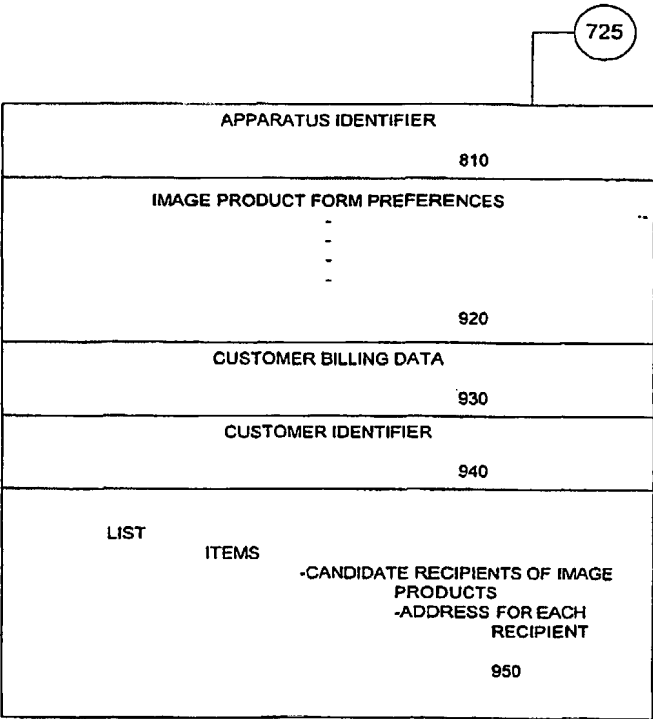 725
APPARATUS IDENTIFIER
810
IMAGE PRODUCT FORM PREFERENCES
-
-
-
-
920
CUSTOMER BILLING DATA
930
CUSTOMER IDENTIFIER
940
LIST
ITEMS
-CANDIDATE RECIPIENTS OF IMAGE
PRODUCTS
-ADDRESS FOR EACH
RECIPIENT
950